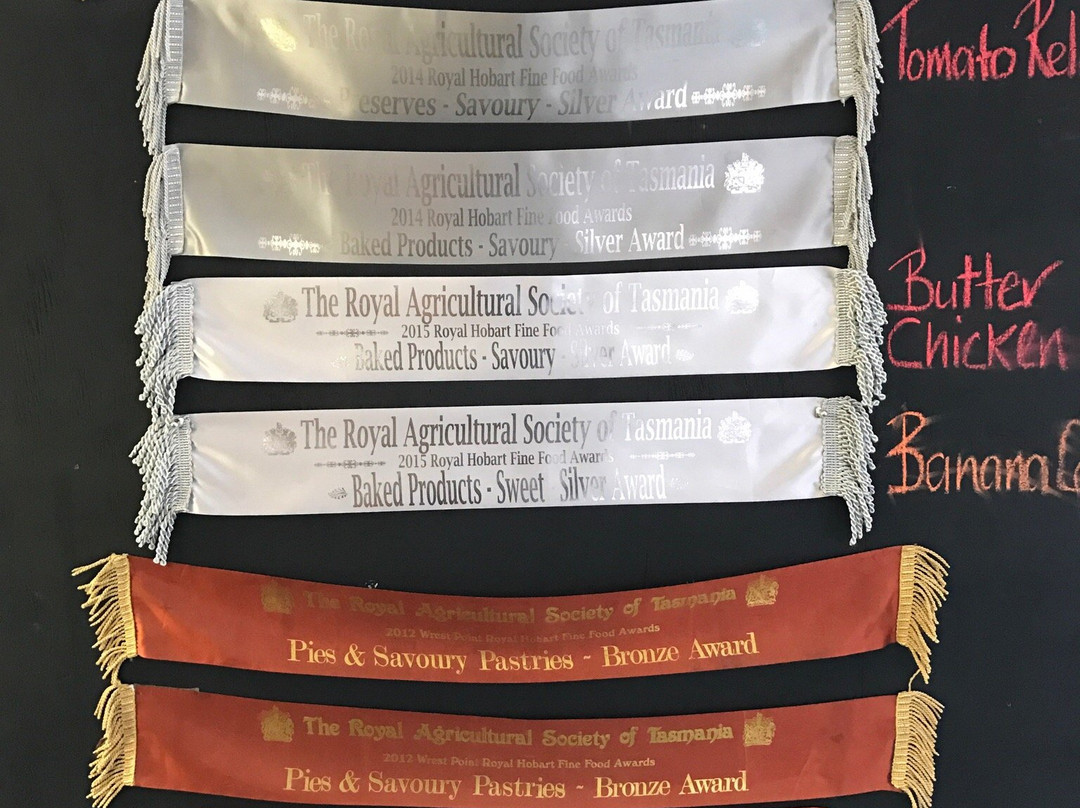 The Royal Agricultural Society of Tasmania
2014 Royal Hobart Fine Food Awards
Preserves - Savoury - Silver Award
Tomato Rel
The Royal Agricultural Society of Tasmania
2014 Royal Hobart Fine Food Awards
Baked Products - Savoury - Silver Award
The Royal Agricultural Society of Tasmania
2015 Royal Hobart Fine Food Awards
Baked Products - Savoury - Silver Award
Butter
Chicken
The Royal Agricultural Society of Tasmania
2015 Royal Hobart Fine Food Awards
Baked Products - Sweet - Silver Award
Banana
The Royal Agricultural Society of Tasmania
2012 Wrest Point Royal Hobart Fine Food Awards
Pies & Savoury Pastries ~ Bronze Award
The Royal Agricultural Society of Tasmania
2012 Wrest Point Royal Hobart Fine Food Awards
Pies & Savoury Pastries ~ Bronze Award